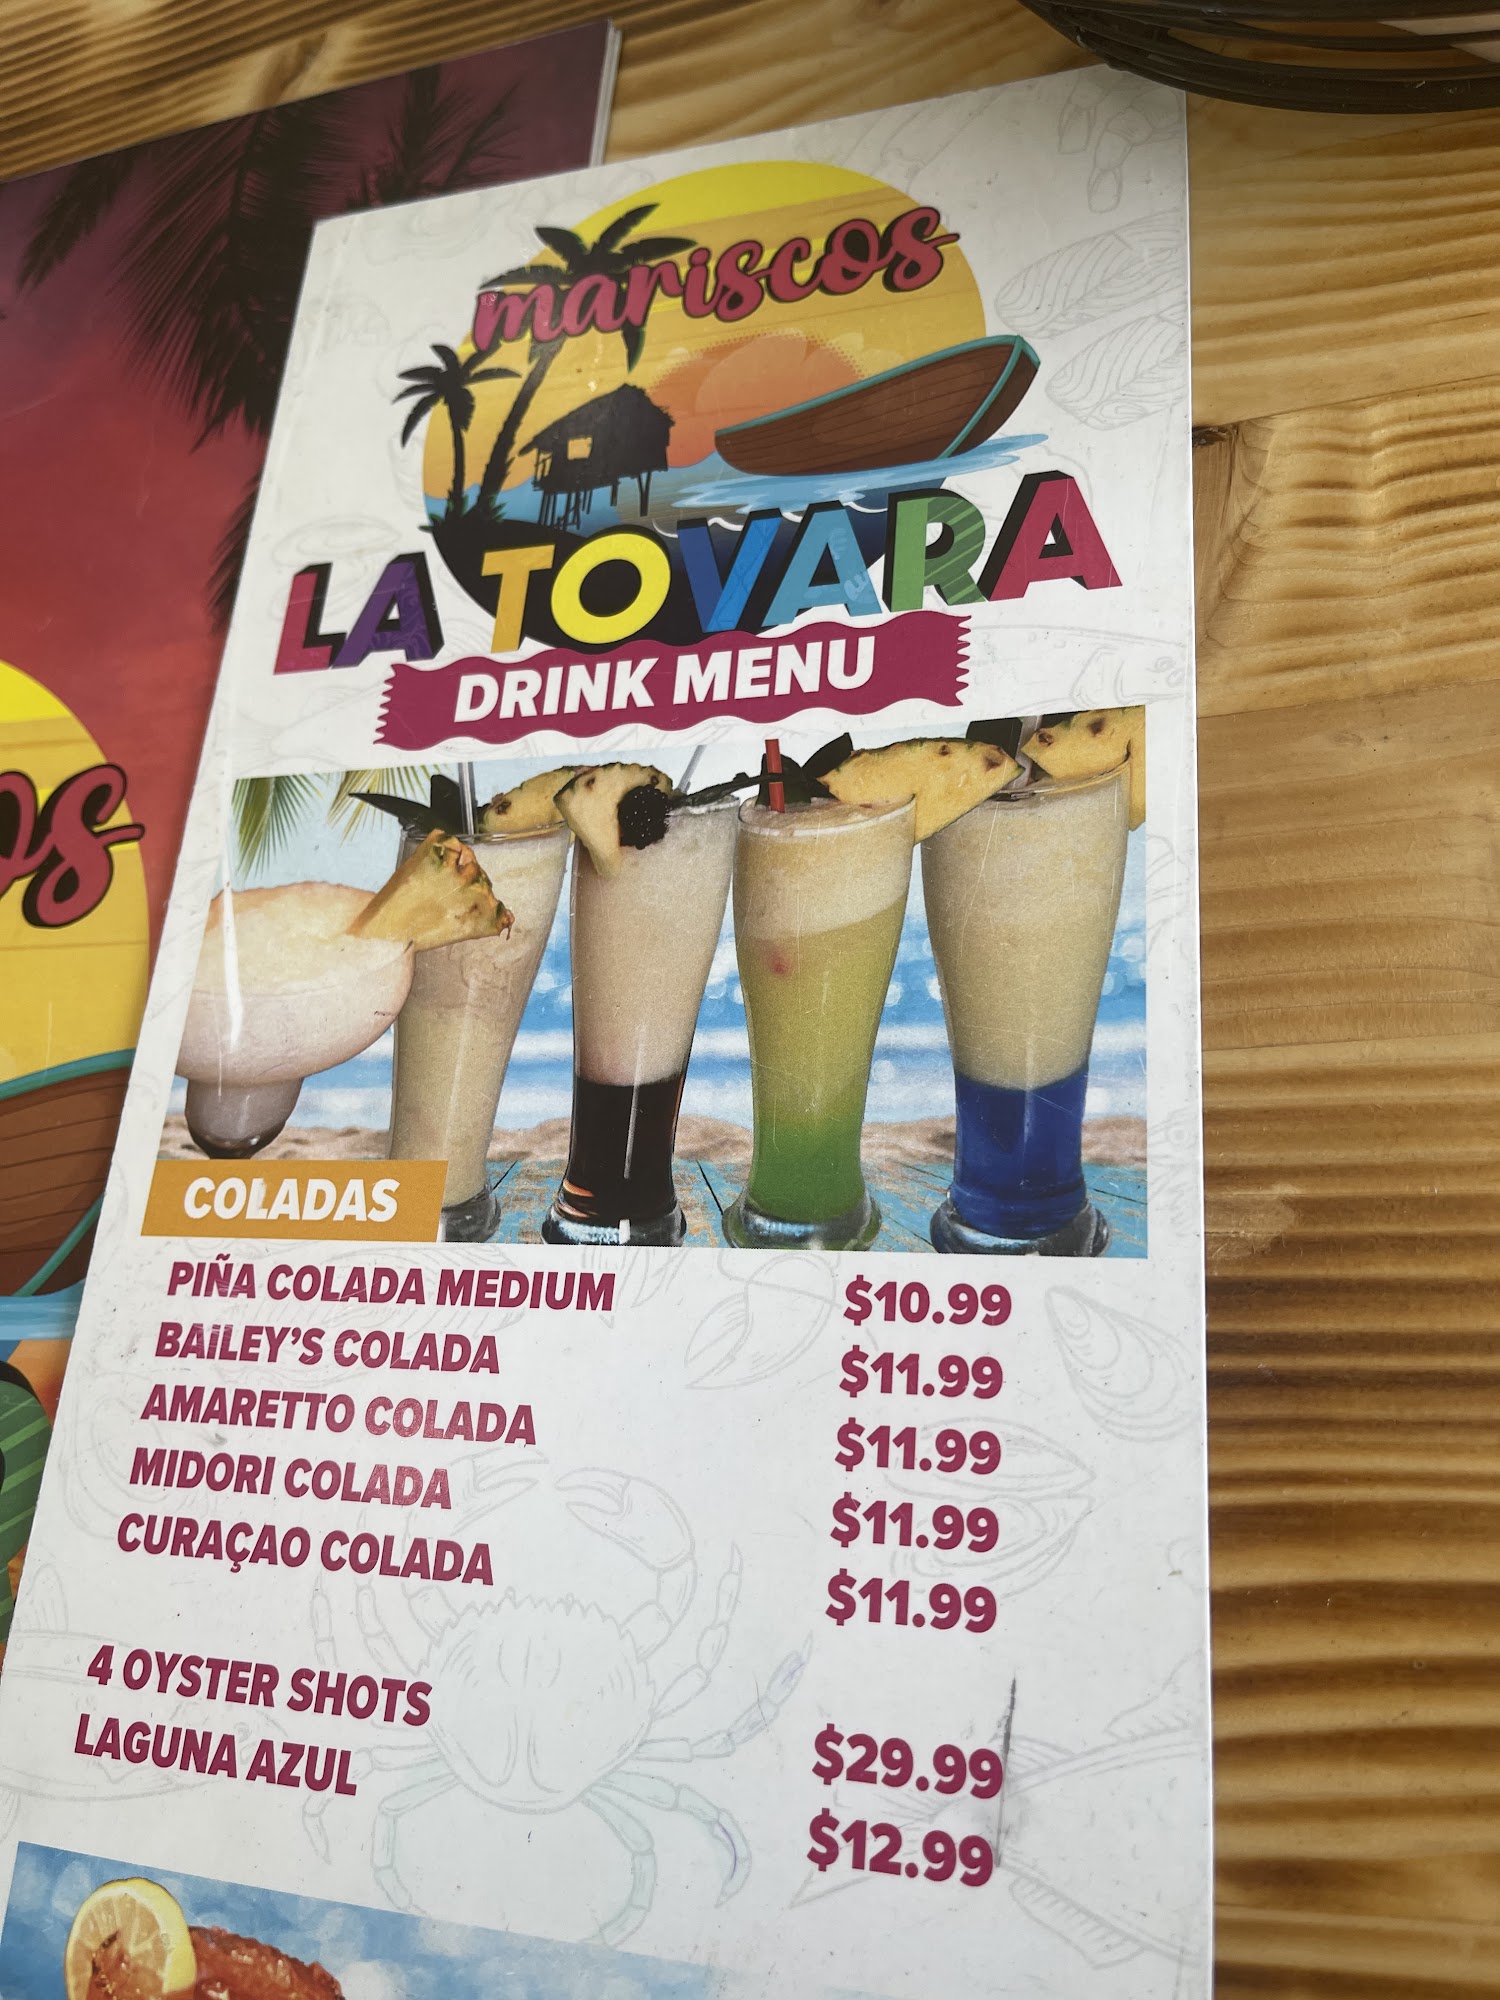 mariscos
LA TOVARA
DRINK MENU
COLADAS
PIÑA COLADA MEDIUM $10.99
BAILEY'S COLADA $11.99
AMARETTO COLADA $11.99
MIDORI COLADA $11.99
CURAÇAO COLADA $11.99
4 OYSTER SHOTS $29.99
LAGUNA AZUL $12.99
os